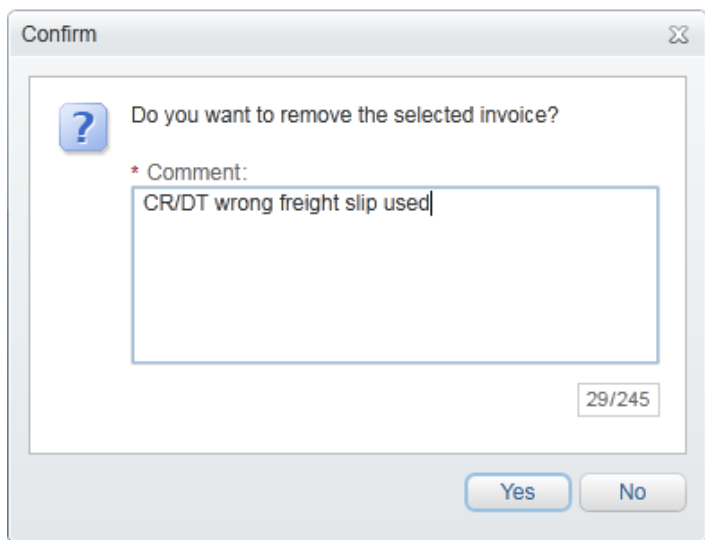 Confirm
Do you want to remove the selected invoice?
* Comment:
CR/DT wrong freight slip used
29/245
Yes No